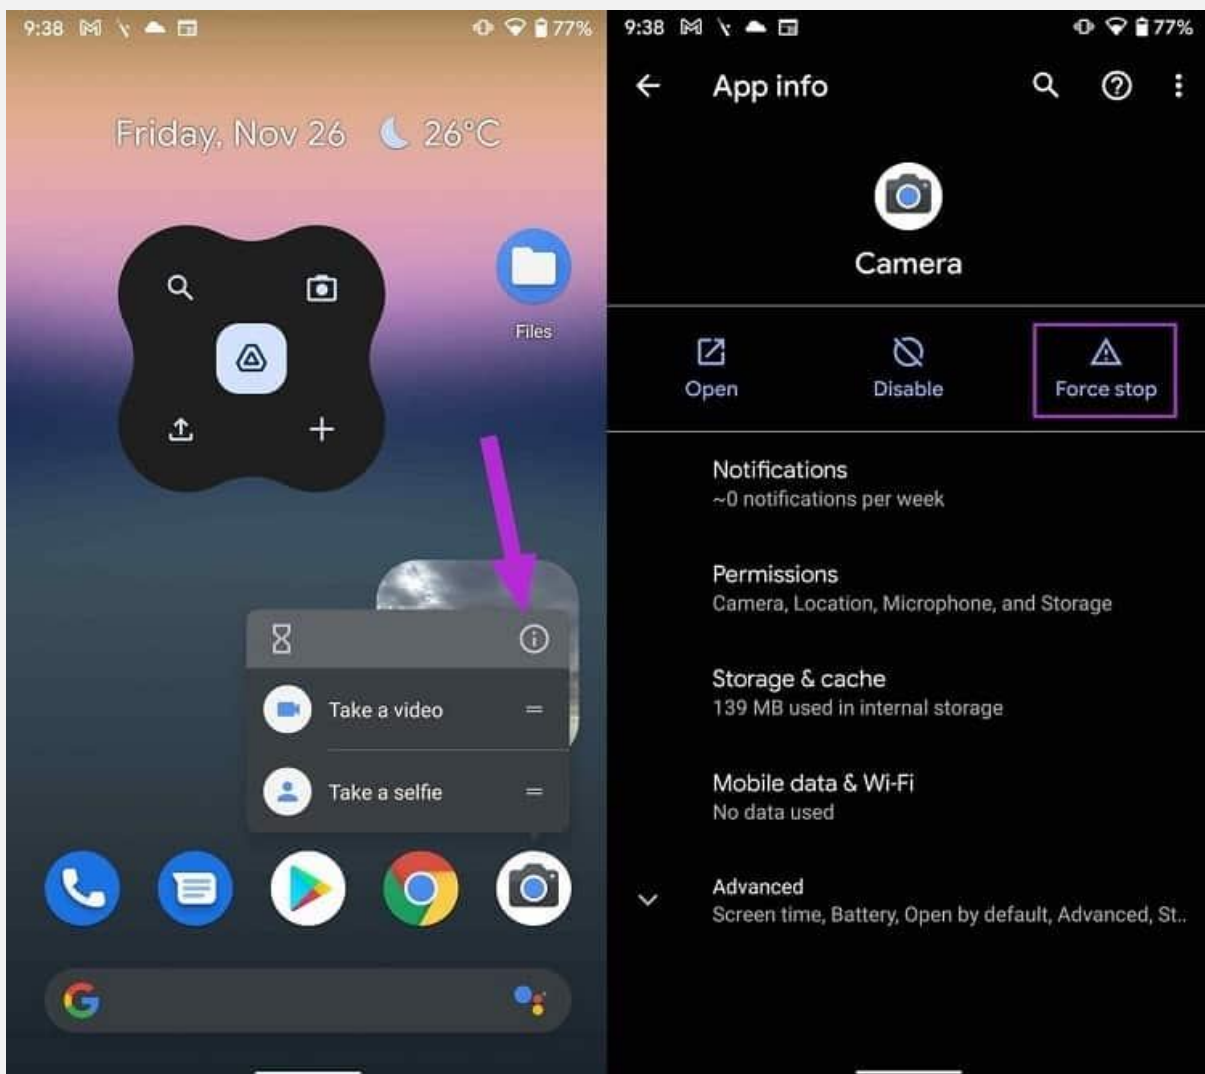 9:38
77%
Friday, Nov 26
26°C
Files
Take a video
Take a selfie
9:38
77%
App info
Camera
Open
Disable
Force stop
Notifications
~0 notifications per week
Permissions
Camera, Location, Microphone, and Storage
Storage & cache
139 MB used in internal storage
Mobile data & Wi-Fi
No data used
Advanced
Screen time, Battery, Open by default, Advanced, St..